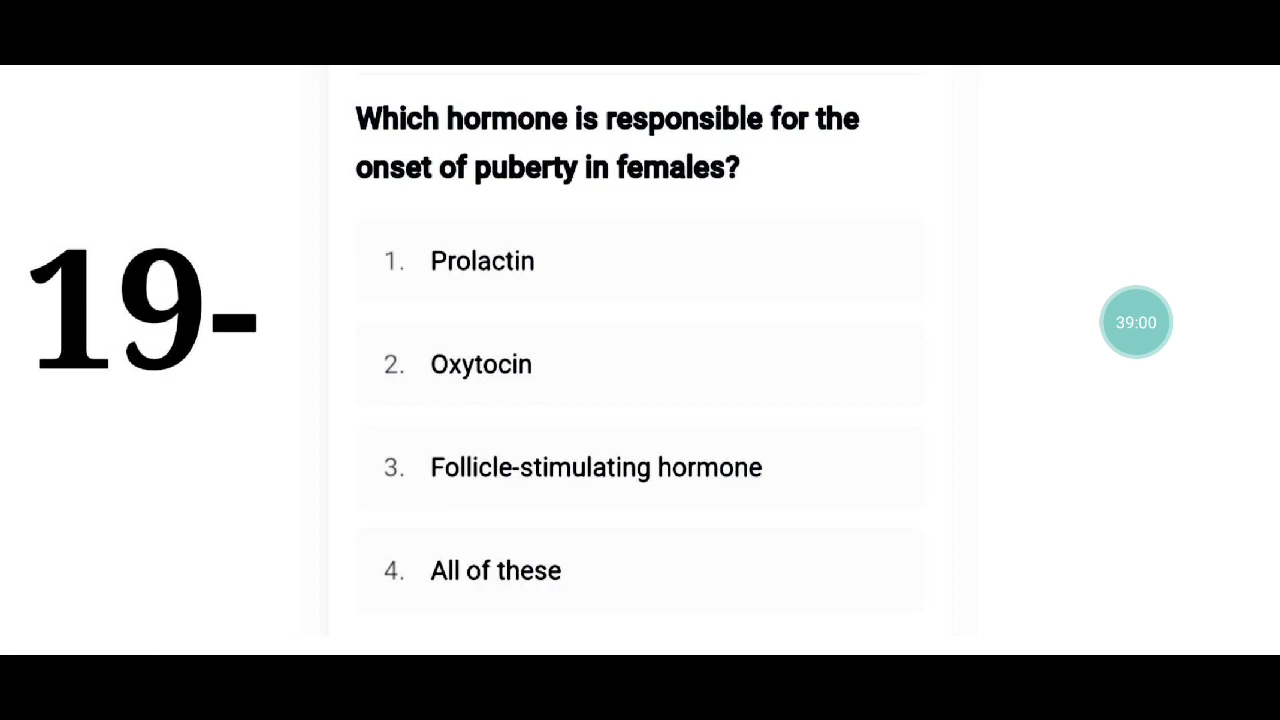 Which hormone is responsible for the
onset of puberty in females?
19-
1. Prolactin
2. Oxytocin
3. Follicle-stimulating hormone
4. All of these
39:00